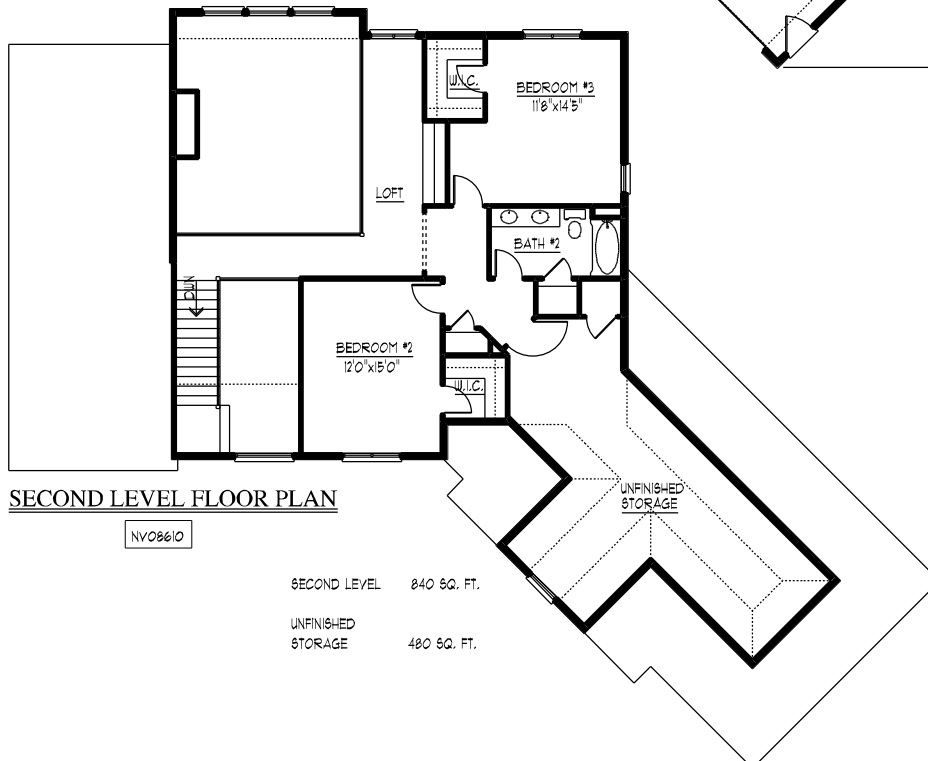 W.I.C.
BEDROOM #3
11'8"x14'5"
LOFT
BATH #2
DWN
BEDROOM #2
12'0"x15'0"
W.I.C.
UNFINISHED
STORAGE
SECOND LEVEL FLOOR PLAN
NV08610
SECOND LEVEL 840 SQ. FT.
UNFINISHED
STORAGE 480 SQ. FT.